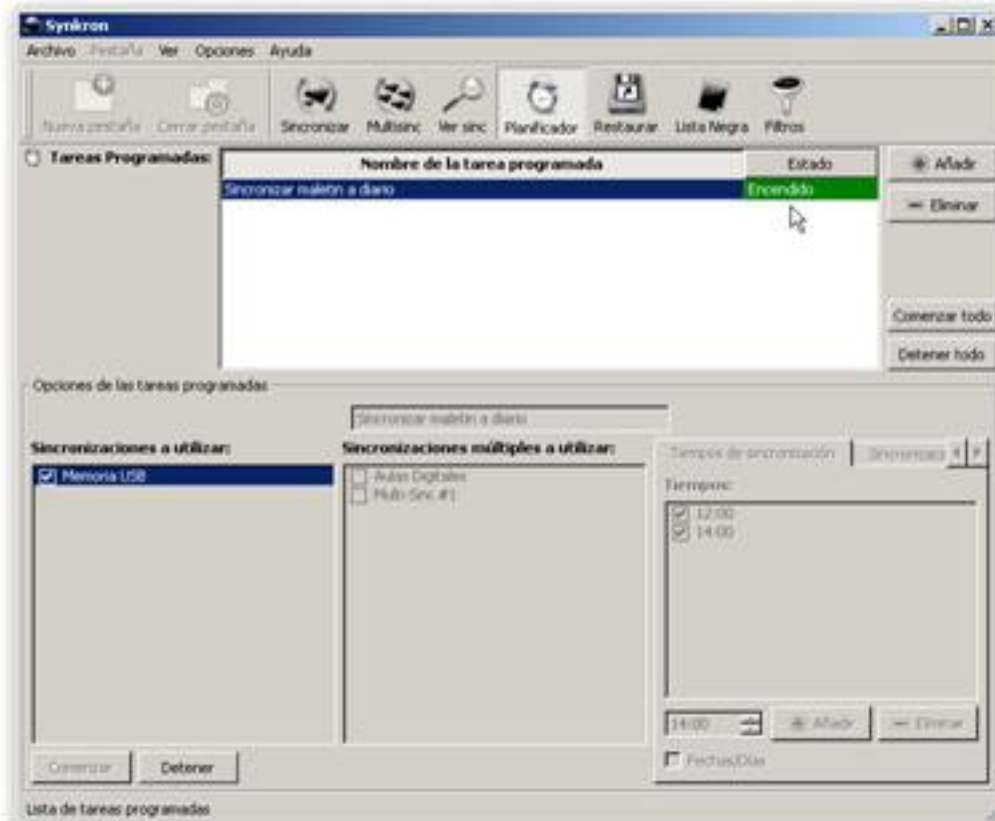 Synkron
Archivo Pestaña Ver Opciones Ayuda
Nueva pestaña Cerrar pestaña Sincronizar Multisinc Ver sinc Planificador Restaurar Lista Negra Filtros
Tareas Programadas: Nombre de la tarea programada Estado Añadir
Sincronizar maletin a diario Encendido
Eliminar
Comenzar todo
Detener todo
Opciones de las tareas programadas
Sincronizar maletin a diario
Sincronizaciones a utilizar: Sincronizaciones múltiples a utilizar: Tiempos de sincronización
Memoria USB Aulas Digitales
Multi-Sinc #1
Tiempos:
12:00
14:00
14:00 Añadir Eliminar
Fechas/Días
Comenzar Detener
Lista de tareas programadas